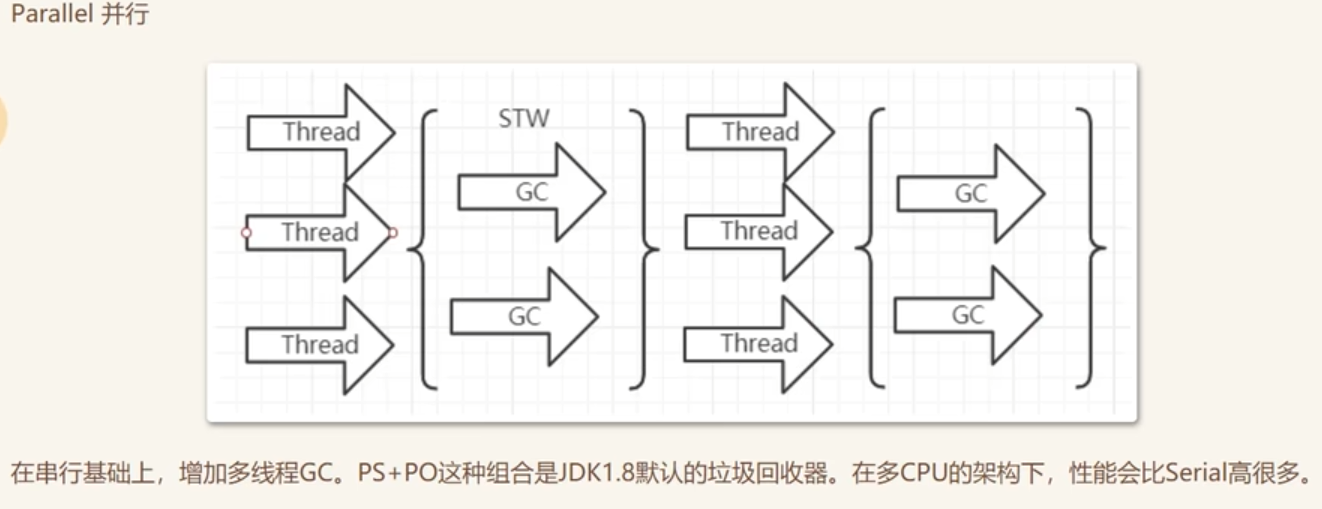 Parallel 并行
STW
Thread
Thread
GC
GC
Thread
Thread
Thread
GC
GC
Thread
Thread
在串行基础上，增加多线程GC。PS+PO这种组合是JDK1.8默认的垃圾回收器。在多CPU的架构下，性能会比Serial高很多。